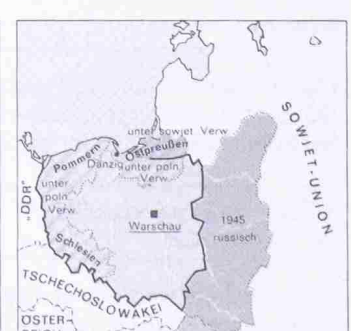 unter sowjet Verw
Ostpreußen
Pommern
Danzig
unter poln.
Verw.
unter
poln
Verw.
"DDR"
Warschau
1945
russisch
SOWJET-UNION
Schlesien
TSCHECHOSLOWAKEI
ÖSTER-